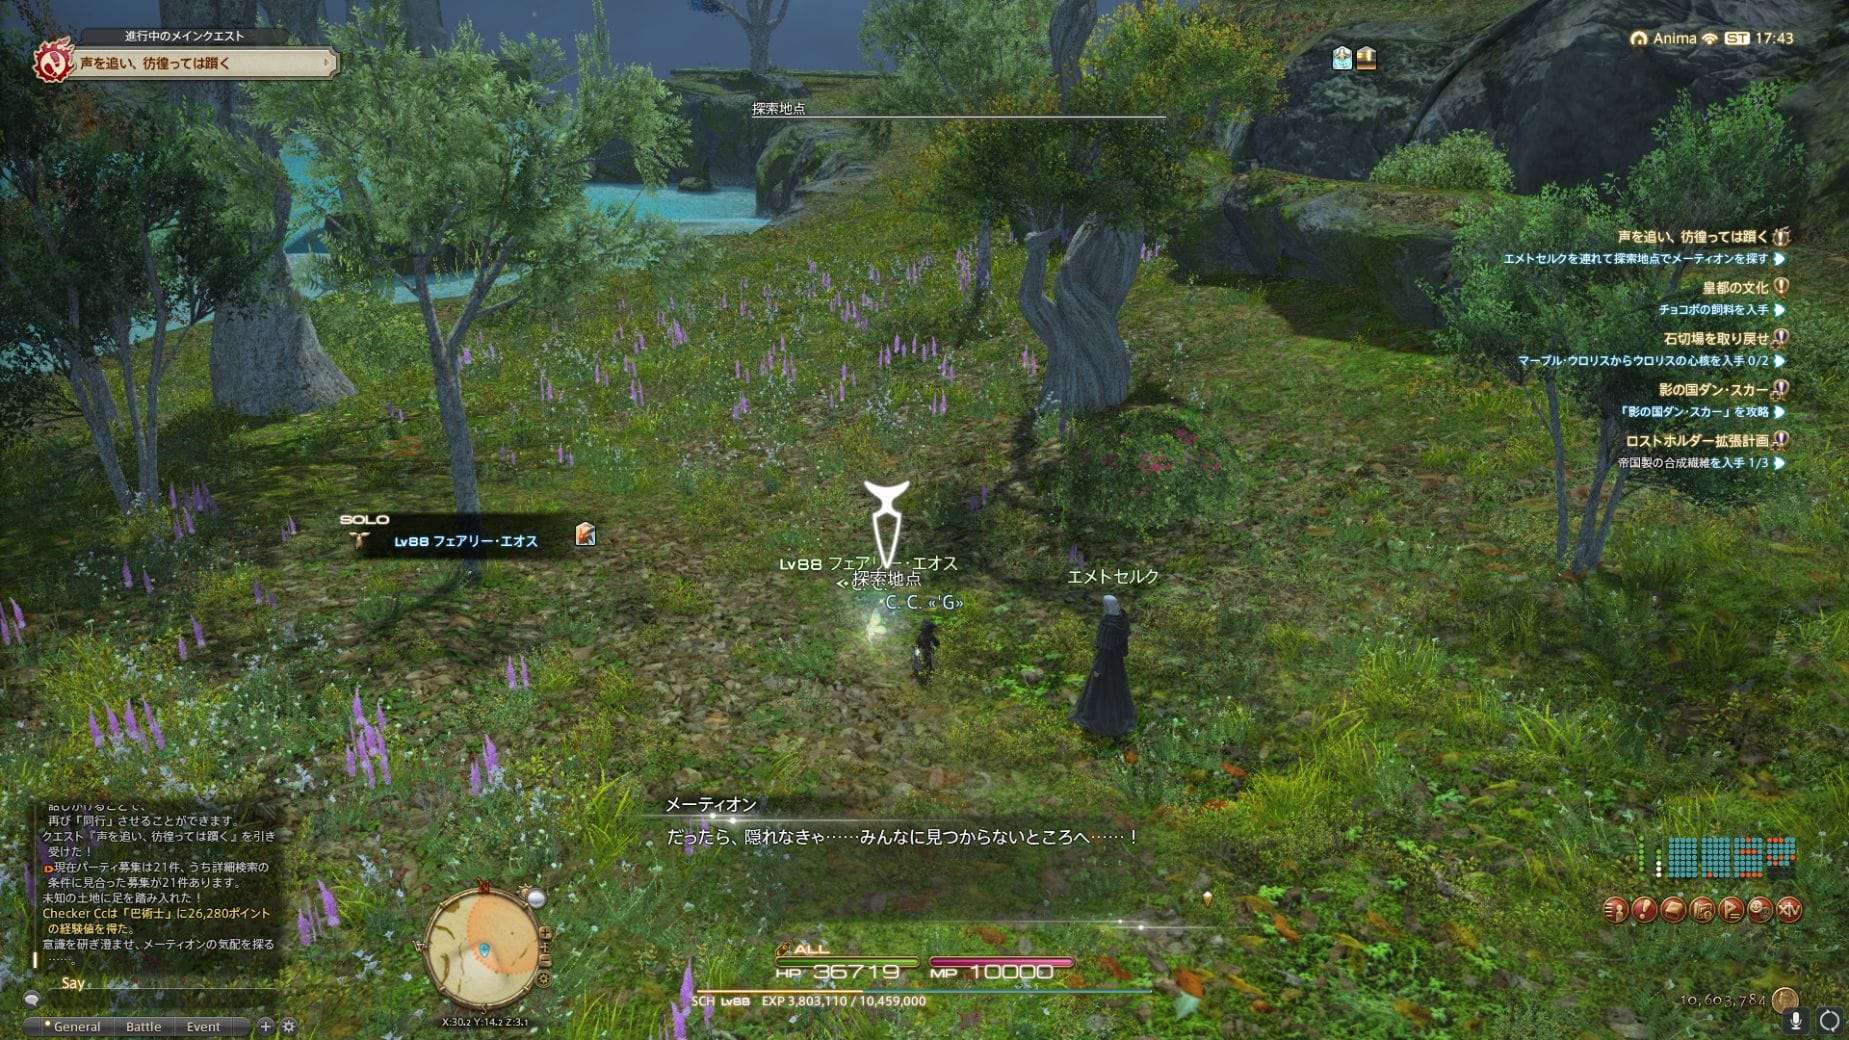 進行中のメインクエスト
声を追い、彷徨っては躓く
Anima ST 17:43
探索地点
声を追い、彷徨っては躓く
エメトセルクを連れて探索地点でメーティオンを探す
皇都の文化
チョコボの飼料を入手
石切場を取り戻せ
マーブル・ウロリスからウロリスの心核を入手 0/2
影の国ダン・スカー
「影の国ダン・スカー」を攻略
ロストホルダー拡張計画
帝国製の合成繊維を入手 1/3
SOLO
Lv88 フェアリー・エオス
Lv88 フェアリー・エオス
探索地点
C. C. «'G»
エメトセルク
メーティオン
だったら、隠れなきゃ……みんなに見つからないところへ……！
話しかけることで、
再び「同行」させることができます。
クエスト『声を追い、彷徨っては躓く』を引き
受けた！
現在パーティ募集は21件、うち詳細検索の
条件に見合った募集が21件あります。
未知の土地に足を踏み入れた！
Checker Ccは「巴術士」に26,280ポイント
の経験値を得た。
意識を研ぎ澄ませ、メーティオンの気配を探る
……。
Say
General Battle Event
X:30.2 Y:14.2 Z:3.1
ALL
HP 36719 MP 10000
SCH Lv88 EXP 3,803,110 / 10,459,000
XIV
10,603,784